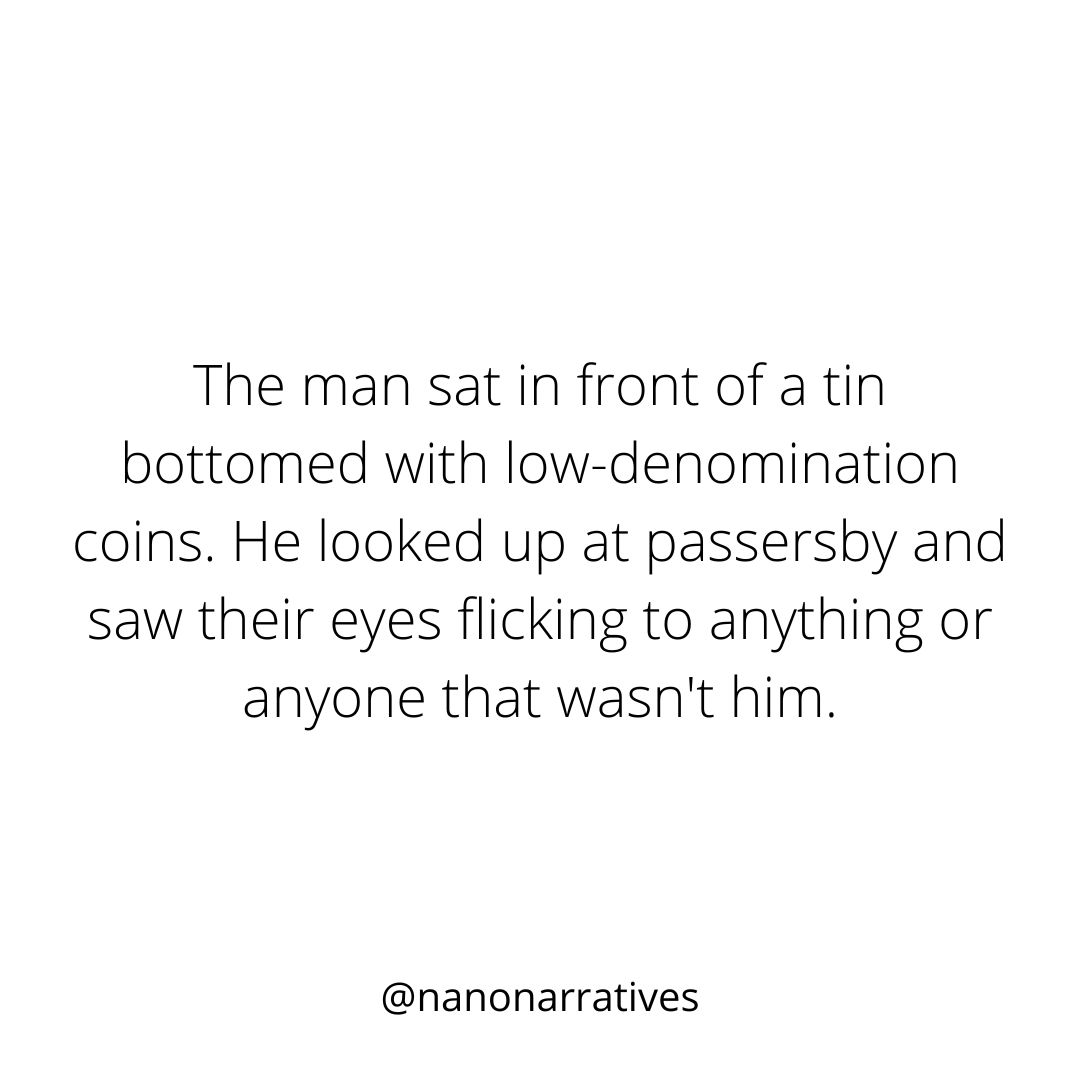 The man sat in front of a tin
bottomed with low-denomination
coins. He looked up at passersby and
saw their eyes flicking to anything or
anyone that wasn't him.
@nanonarratives